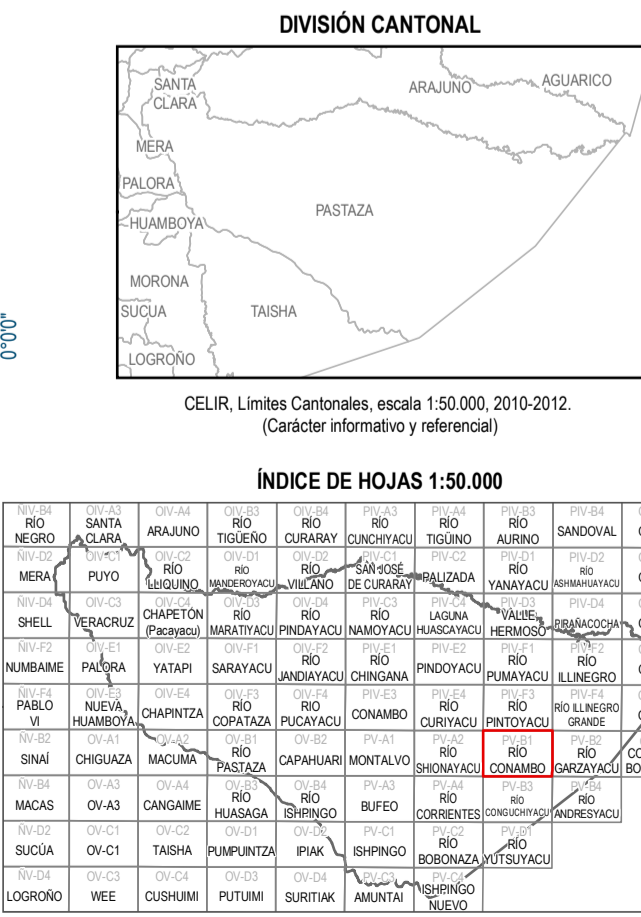 DIVISIÓN CANTONAL
SANTA
CLARA
ARAJUNO
AGUARICO
MERA
PALORA
HUAMBOYA
PASTAZA
MORONA
SUCUA
TAISHA
LOGROÑO
0°0'0"
CELIR, Límites Cantonales, escala 1:50.000, 2010-2012.
(Carácter informativo y referencial)
ÍNDICE DE HOJAS 1:50.000
ÑIV-B4 OIV-A3 OIV-A4 OIV-B3 OIV-B4 PIV-A3 PIV-A4 PIV-B3 PIV-B4
RÍO NEGRO SANTA CLARA ARAJUNO RÍO TIGÜEÑO RÍO CURARAY RÍO CUNCHIYACU RÍO TIGÜINO RÍO AURINO SANDOVAL
ÑIV-D2 OIV-C1 OIV-C2 OIV-D1 OIV-D2 PIV-C1 PIV-C2 PIV-D1 PIV-D2
MERA PUYO RÍO LLIQUINO RÍO MANDEROYACU RÍO VILLANO SAN JOSÉ DE CURARAY PALIZADA RÍO YANAYACU RÍO ASHMAHUAYACU
ÑIV-D4 OIV-C3 OIV-C4 OIV-D3 OIV-D4 PIV-C3 PIV-C4 PIV-D3 PIV-D4
SHELL VERACRUZ CHAPETÓN (Pacayacu) RÍO MARATIYACU RÍO PINDAYACU RÍO NAMOYACU LAGUNA HUASCAYACU VALLE HERMOSO PIRAÑACOCHA
ÑIV-F2 OIV-E1 OIV-E2 OIV-F1 OIV-F2 PIV-E1 PIV-E2 PIV-F1 PIV-F2
NUMBAIME PALORA YATAPI SARAYACU RÍO JANDIAYACU RÍO CHINGANA PINDOYACU RÍO PUMAYACU RÍO ILLINEGRO
ÑIV-F4 OIV-E3 OIV-E4 OIV-F3 OIV-F4 PIV-E3 PIV-E4 PIV-F3 PIV-F4
PABLO VI NUEVA HUAMBOYA CHAPINTZA RÍO COPATAZA RÍO PUCAYACU CONAMBO RÍO CURIYACU RÍO PINTOYACU RÍO ILLINEGRO GRANDE
ÑV-B2 OV-A1 OV-A2 OV-B1 OV-B2 PV-A1 PV-A2 PV-B1 PV-B2
SINAÍ CHIGUAZA MACUMA RÍO PASTAZA CAPAHUARI MONTALVO RÍO SHIONAYACU RÍO CONAMBO RÍO GARZAYACU
ÑV-B4 OV-A3 OV-A4 OV-B3 OV-B4 PV-A3 PV-A4 PV-B3 PV-B4
MACAS OV-A3 CANGAIME RÍO HUASAGA RÍO ISHPINGO BUFEO RÍO CORRIENTES RÍO CONGUCHIYACU RÍO ANDRESYACU
ÑV-D2 OV-C1 OV-C2 OV-D1 OV-D2 PV-C1 PV-C2 PV-D1
SUCÚA OV-C1 TAISHA PUMPUINTZA IPIAK ISHPINGO RÍO BOBONAZA RÍO YUTSUYACU
ÑV-D4 OV-C3 OV-C4 OV-D3 OV-D4 PV-C3 PV-C4
LOGROÑO WEE CUSHUIMI PUTUIMI SURITIAK AMUNTAI ISHPINGO NUEVO